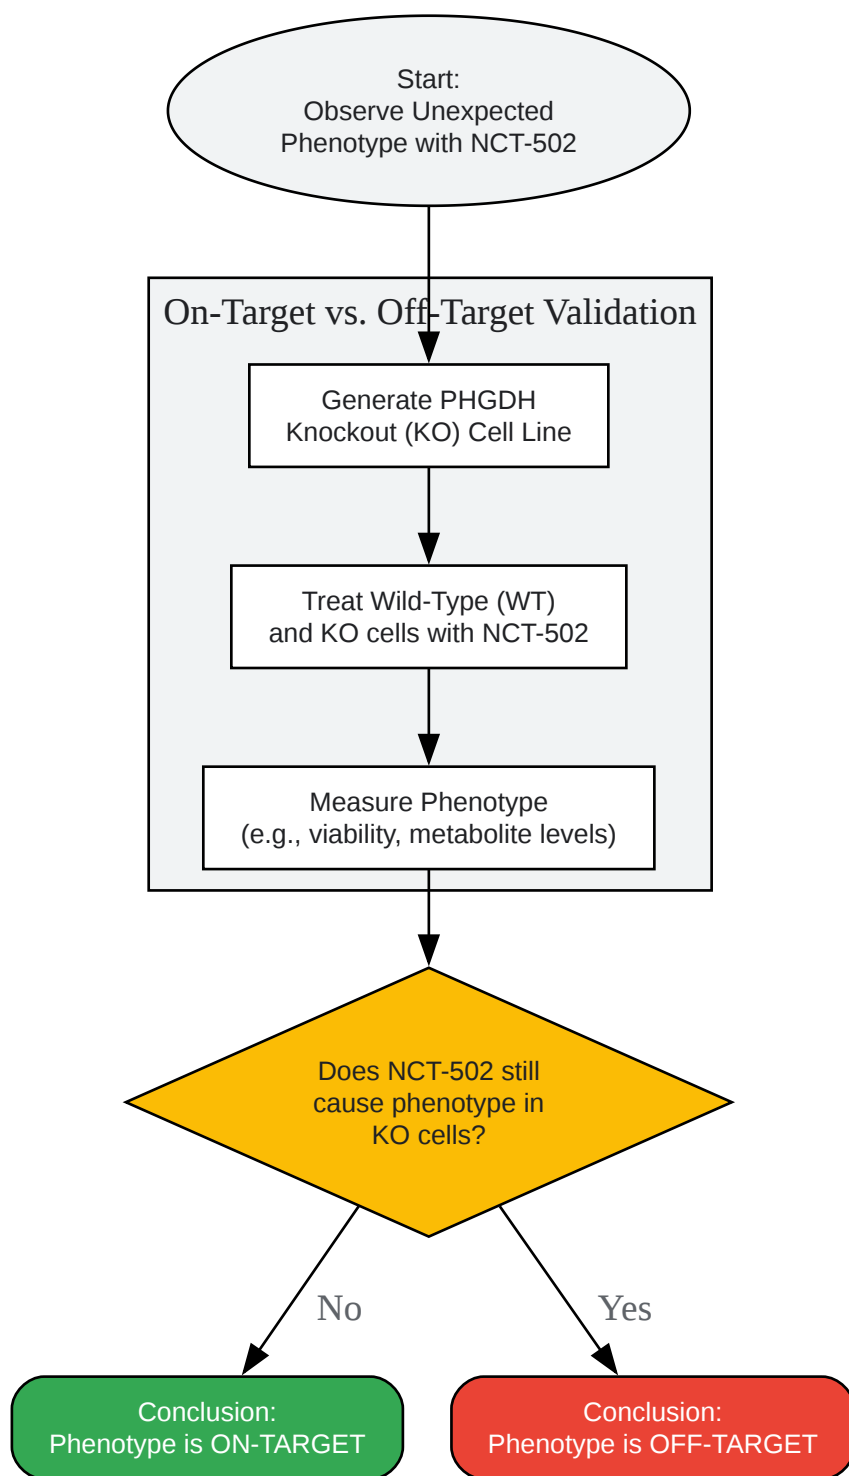 Start:
Observe Unexpected
Phenotype with NCT-502
On-Target vs. Off-Target Validation
Generate PHGDH
Knockout (KO) Cell Line
Treat Wild-Type (WT)
and KO cells with NCT-502
Measure Phenotype
(e.g., viability, metabolite levels)
Does NCT-502 still
cause phenotype in
KO cells?
No
Yes
Conclusion:
Phenotype is ON-TARGET
Conclusion:
Phenotype is OFF-TARGET